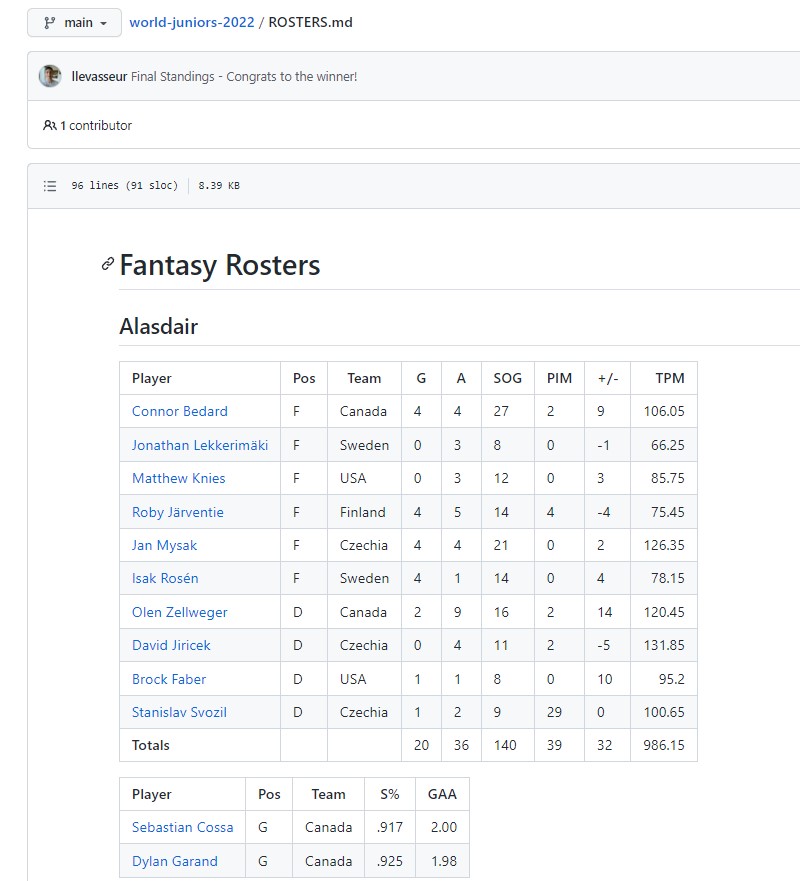 main world-juniors-2022 / ROSTERS.md
llevasseur Final Standings - Congrats to the winner!
1 contributor
96 lines (91 sloc) 8.39 KB
Fantasy Rosters
Alasdair
Player Pos Team G A SOG PIM +/- TPM
Connor Bedard F Canada 4 4 27 2 9 106.05
Jonathan Lekkerimäki F Sweden 0 3 8 0 -1 66.25
Matthew Knies F USA 0 3 12 0 3 85.75
Roby Järventie F Finland 4 5 14 4 -4 75.45
Jan Mysak F Czechia 4 4 21 0 2 126.35
Isak Rosén F Sweden 4 1 14 0 4 78.15
Olen Zellweger D Canada 2 9 16 2 14 120.45
David Jiricek D Czechia 0 4 11 2 -5 131.85
Brock Faber D USA 1 1 8 0 10 95.2
Stanislav Svozil D Czechia 1 2 9 29 0 100.65
Totals 20 36 140 39 32 986.15
Player Pos Team S% GAA
Sebastian Cossa G Canada .917 2.00
Dylan Garand G Canada .925 1.98